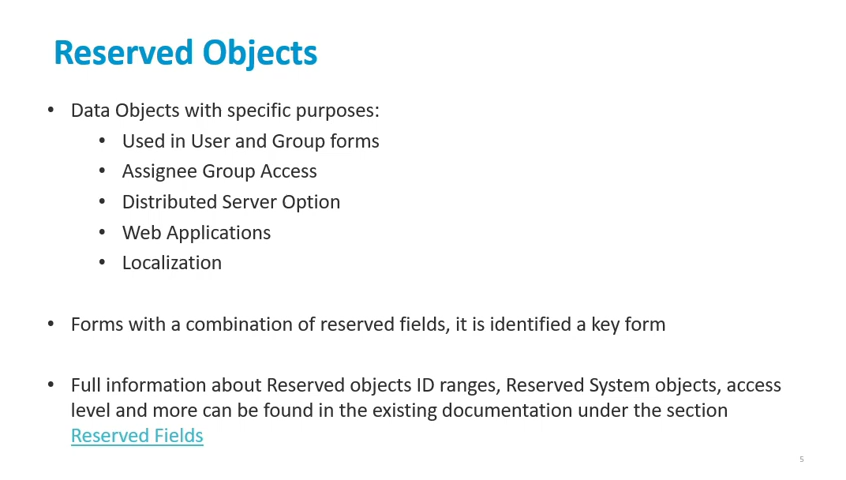 Reserved Objects
• Data Objects with specific purposes:
• Used in User and Group forms
• Assignee Group Access
• Distributed Server Option
• Web Applications
• Localization
• Forms with a combination of reserved fields, it is identified a key form
• Full information about Reserved objects ID ranges, Reserved System objects, access
level and more can be found in the existing documentation under the section
Reserved Fields
5